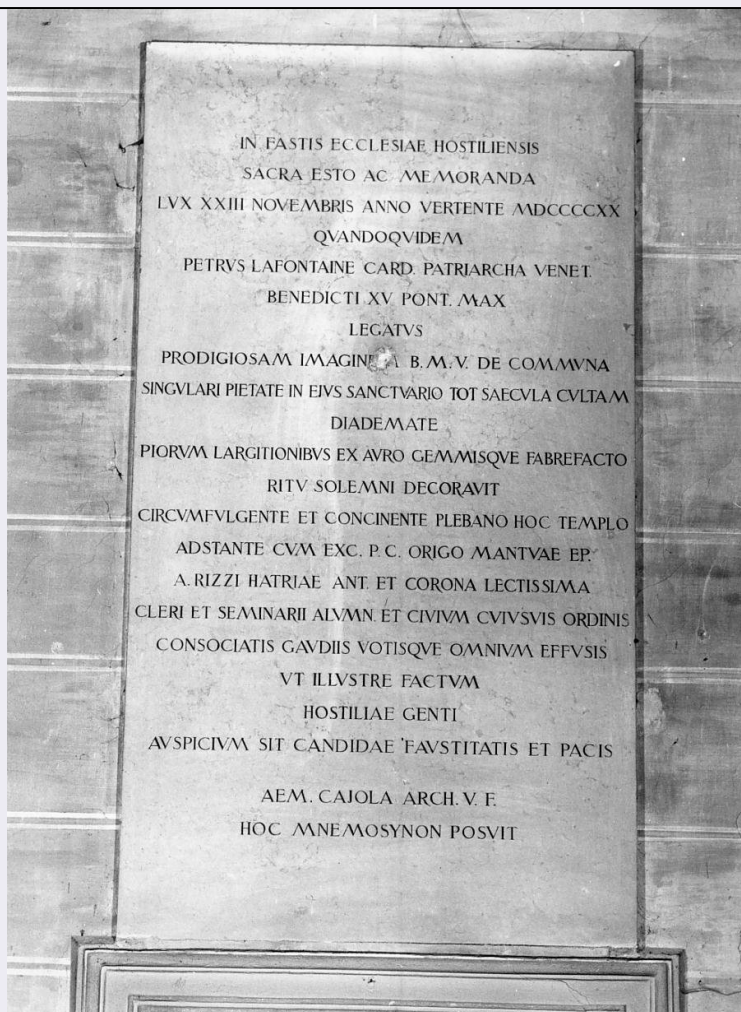 IN FASTIS ECCLESIAE HOSTILIENSIS
SACRA ESTO AC MEMORANDA
LVX XXIII NOVEMBRIS ANNO VERTENTE MDCCCCXX
QVANDOQVIDEM
PETRVS LAFONTAINE CARD. PATRIARCHA VENET.
BENEDICTI XV PONT. MAX
LEGATVS
PRODIGIOSAM B.M.V. DE COMMVNA
SINGVLARI PIETATE IN EJVS SANCTVARIO TOT SAECVLA CVLTAM
DIADEMATE
PIORVM LARGITIONIBVS EX AVRO GEMMISQVE FABREFACTO
RITV SOLEMNI DECORAVIT
CIRCVMFVLGENTE ET CONCINENTE PLEBANO HOC TEMPLO
ADSTANTE CVM EXC. P.C. ORIGO MANTVAE EP.
A. RIZZI HATRIAE ANT. ET CORONA LECTISSIMA
CLERI ET SEMINARII ALVMN. ET CIVIVM CVIVSVIS ORDINIS
CONSOCIATIS GAVDIIS VOTISQVE OMNIVM EFFVSIS
VT ILLVSTRE FACTVM
HOSTILIAE GENTI
AVSPICIVM SIT CANDIDAE FAVSTITATIS ET PACIS
AEM. CAJOLA ARCH. V. F.
HOC MNEMOSYNON POSVIT